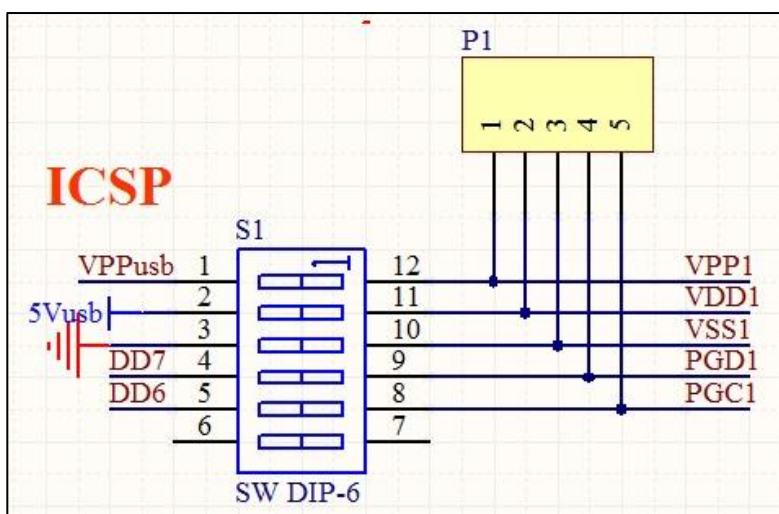 P1
1 2 3 4 5
ICSP
S1
VPPusb 1 1 12 VPP1
5Vusb 2 11 VDD1
3 10 VSS1
DD7 4 9 PGD1
DD6 5 8 PGC1
6 7
SW DIP-6